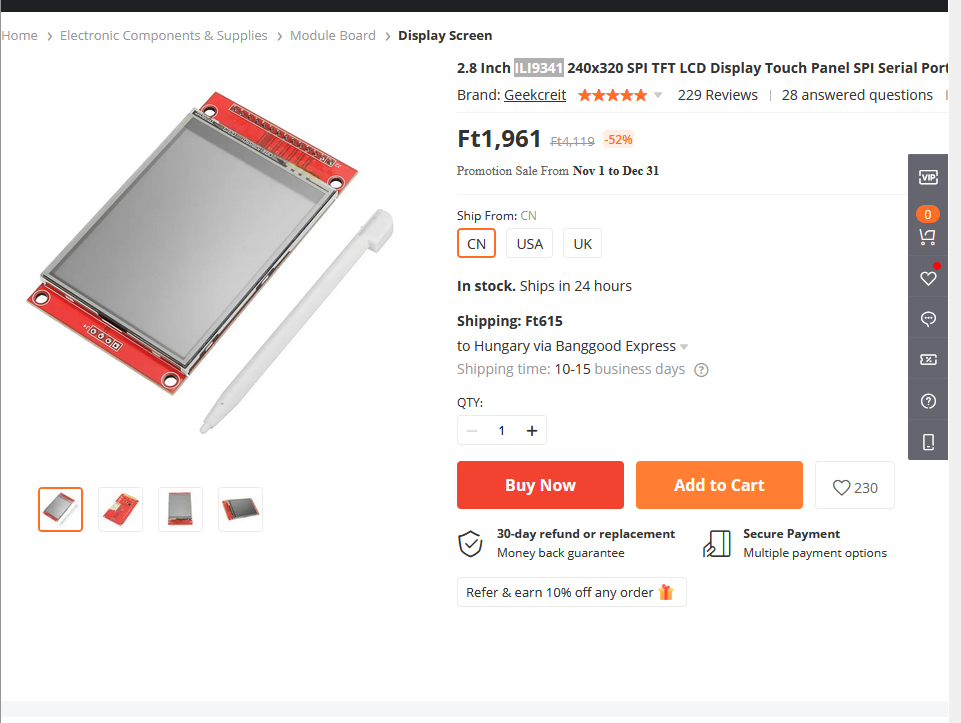 Home > Electronic Components & Supplies > Module Board > Display Screen
2.8 Inch ILI9341 240x320 SPI TFT LCD Display Touch Panel SPI Serial Port
Brand: Geekcreit 229 Reviews | 28 answered questions
Ft1,961 Ft4,119 -52%
Promotion Sale From Nov 1 to Dec 31
Ship From: CN
CN USA UK
In stock. Ships in 24 hours
Shipping: Ft615
to Hungary via Banggood Express
Shipping time: 10-15 business days ?
QTY:
− 1 +
Buy Now Add to Cart 230
30-day refund or replacement
Money back guarantee
Secure Payment
Multiple payment options
Refer & earn 10% off any order
VIP
0